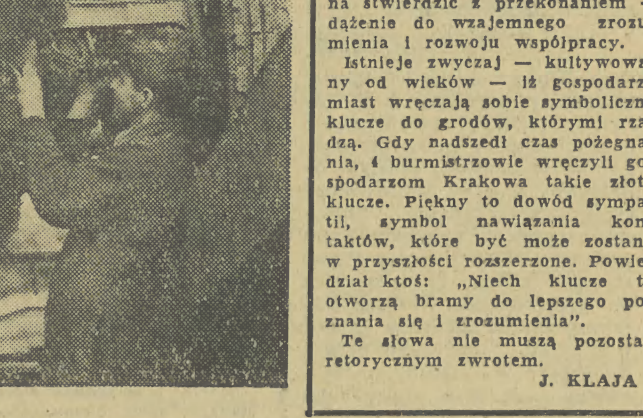 na stwierdzić z przekonaniem —
dążenie do wzajemnego zrozu
mienia i rozwoju współpracy.
Istnieje zwyczaj — kultywowa
ny od wieków — iż gospodarz
miast wręczają sobie symboliczn
klucze do grodów, którymi rzą
dzą. Gdy nadszedł czas pożegna
nia, i burmistrzowie wręczyli go
spodarzom Krakowa takie złot
klucze. Piękny to dowód sympa
tii, symbol nawiązania kon
taktów, które być może zostan
w przyszłości rozszerzone. Powie
dział ktoś: „Niech klucze t
otworzą bramy do lepszego po
znania się i zrozumienia”.
Te słowa nie muszą pozosta
retorycznym zwrotem.
J. KLAJA